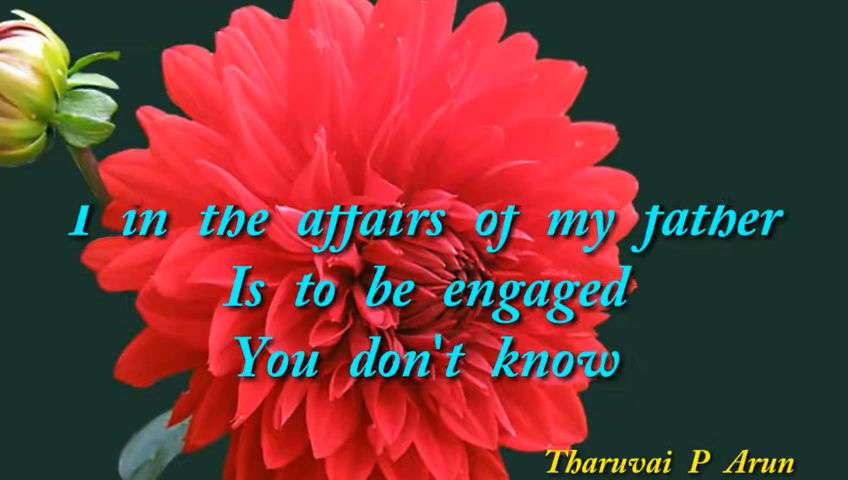 I in the affairs of my father
Is to be engaged
You don't know
Tharuvai P Arun